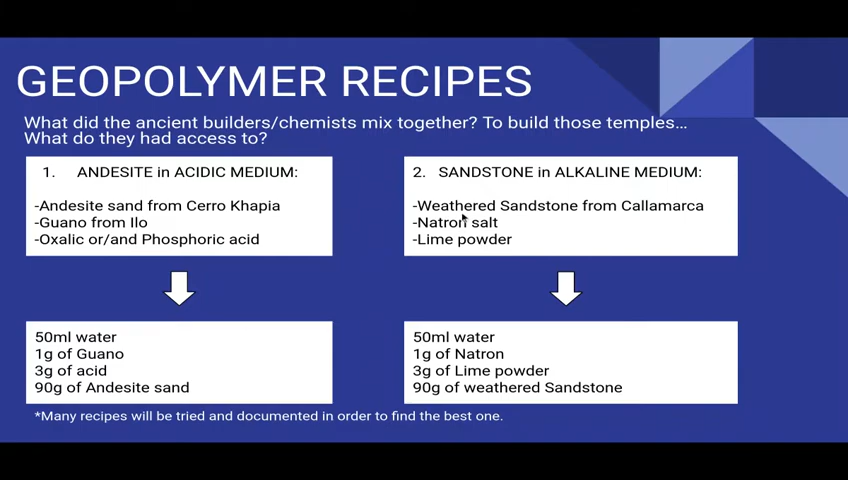 GEOPOLYMER RECIPES
What did the ancient builders/chemists mix together? To build those temples...
What do they had access to?
1. ANDESITE in ACIDIC MEDIUM:
-Andesite sand from Cerro Khapia
-Guano from Ilo
-Oxalic or/and Phosphoric acid
50ml water
1g of Guano
3g of acid
90g of Andesite sand
2. SANDSTONE in ALKALINE MEDIUM:
-Weathered Sandstone from Callamarca
-Natron salt
-Lime powder
50ml water
1g of Natron
3g of Lime powder
90g of weathered Sandstone
*Many recipes will be tried and documented in order to find the best one.